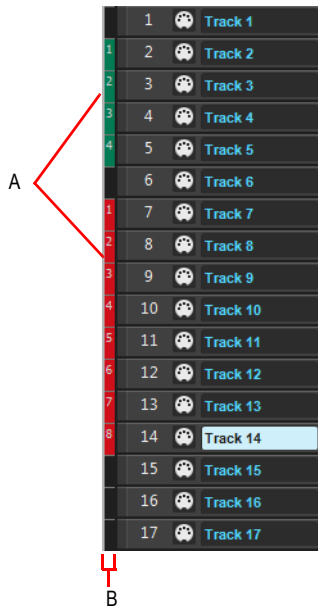 1 Track 1
1 2 Track 2
2 3 Track 3
3 4 Track 4
4 5 Track 5
6 Track 6
A
1 7 Track 7
2 8 Track 8
3 9 Track 9
4 10 Track 10
5 11 Track 11
6 12 Track 12
7 13 Track 13
8 14 Track 14
15 Track 15
16 Track 16
17 Track 17
B